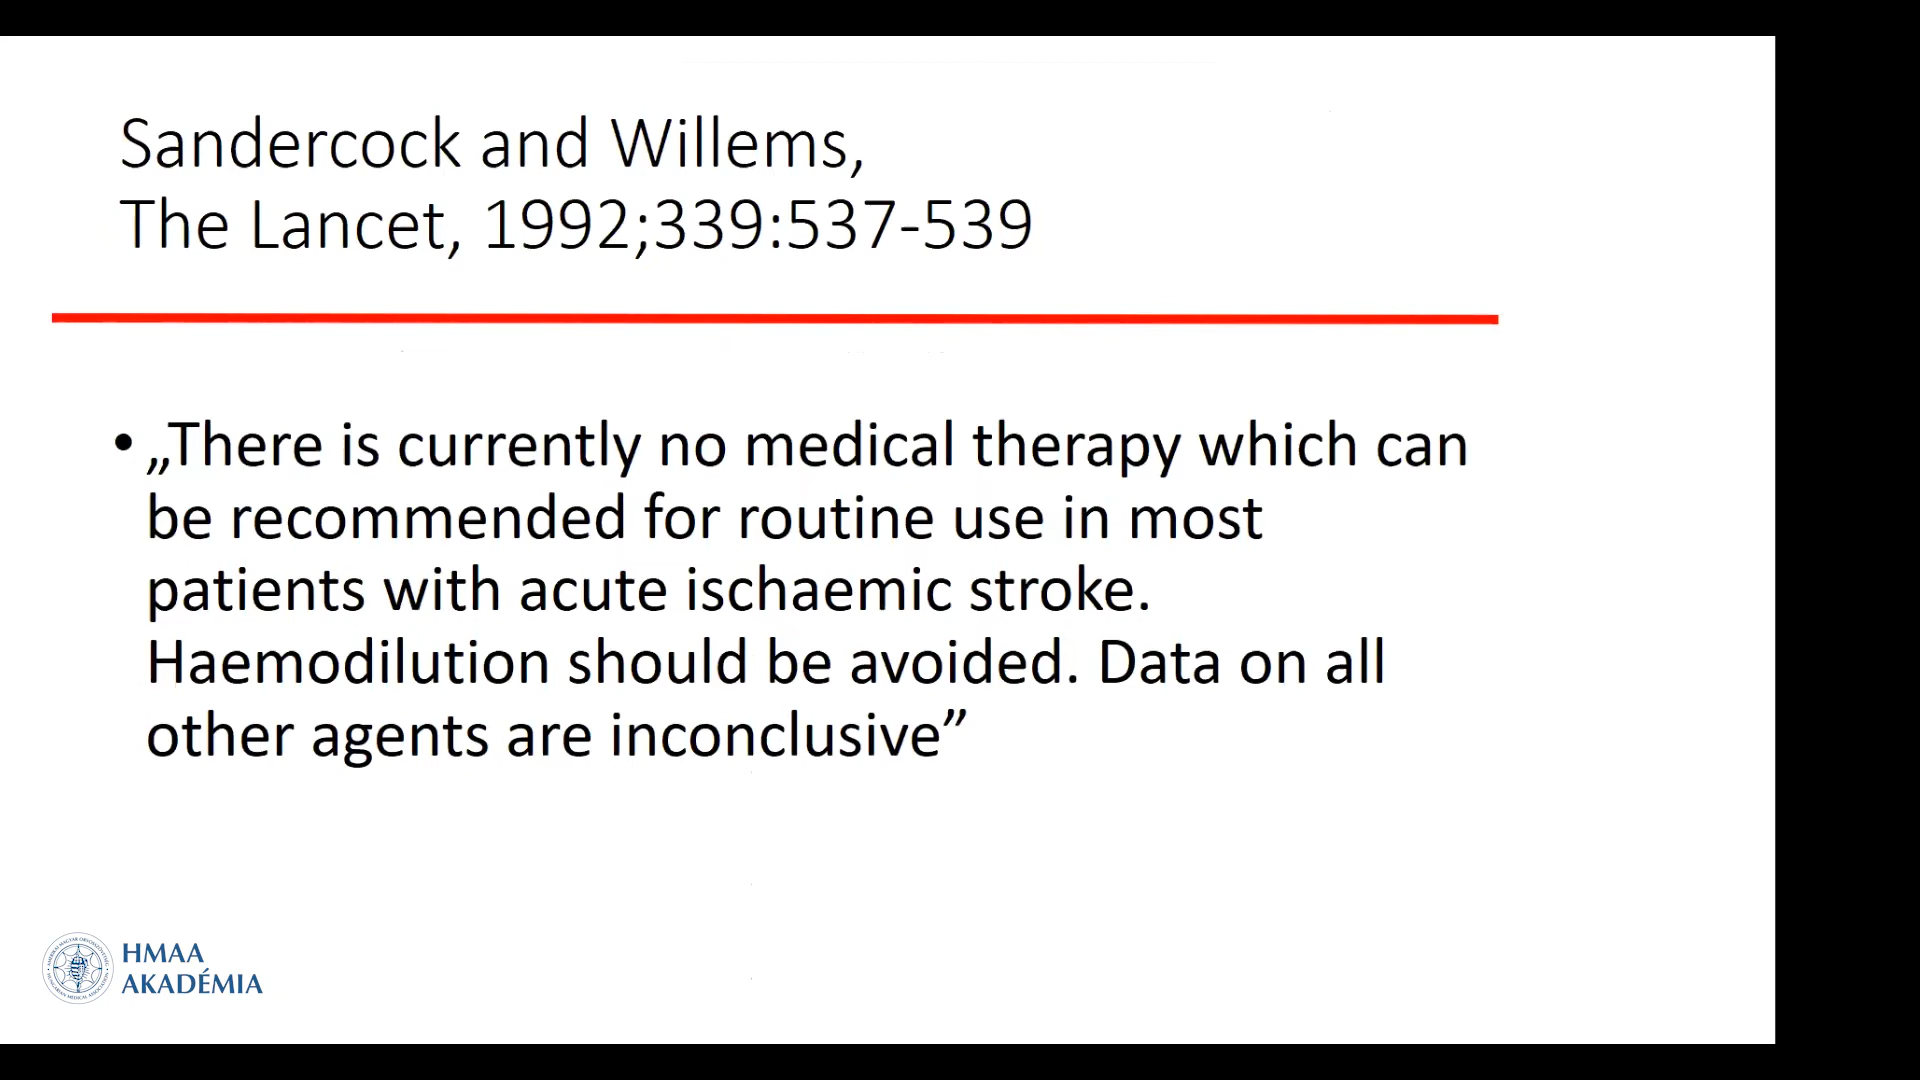 Sandercock and Willems,
The Lancet, 1992;339:537-539
• „There is currently no medical therapy which can
be recommended for routine use in most
patients with acute ischaemic stroke.
Haemodilution should be avoided. Data on all
other agents are inconclusive”
HMAA
AKADÉMIA